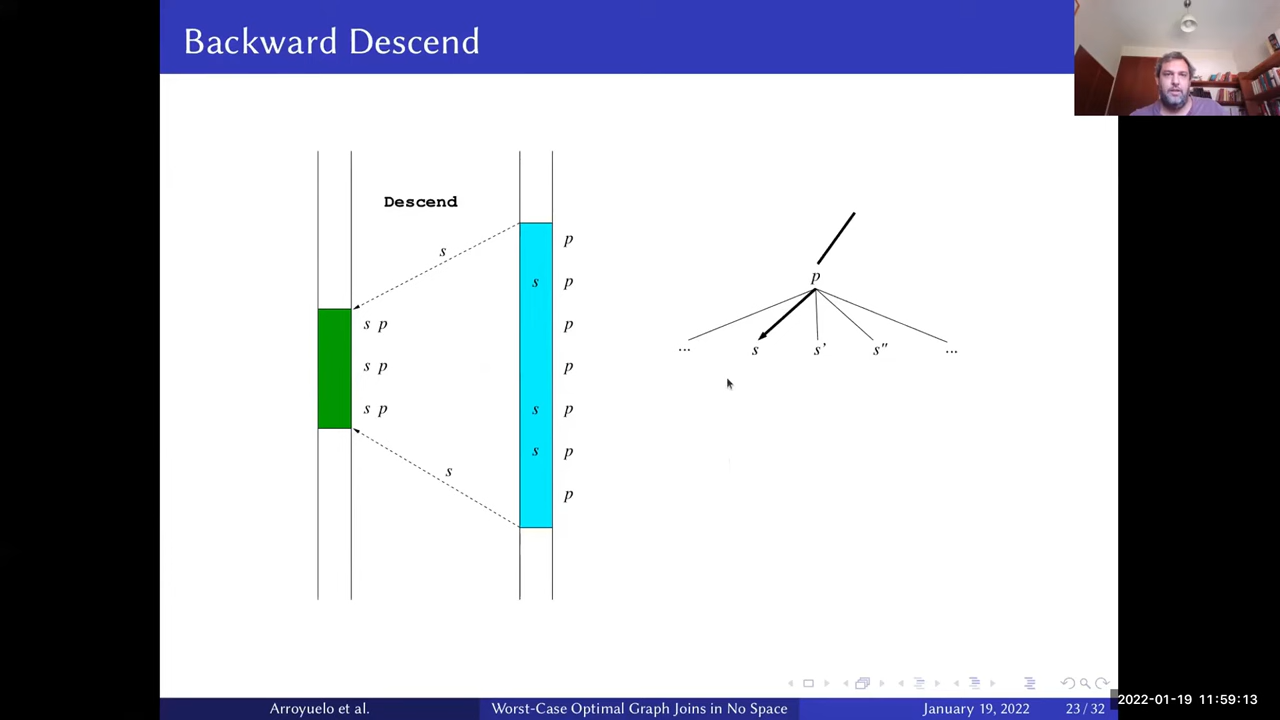 Backward Descend
Descend
s
p
s p
s p
s p
s p
p
s p
s p
s
p
p
... s s' s" ...
Arroyuelo et al.
Worst-Case Optimal Graph Joins in No Space
January 19, 2022
23 / 32
2022-01-19 11:59:13